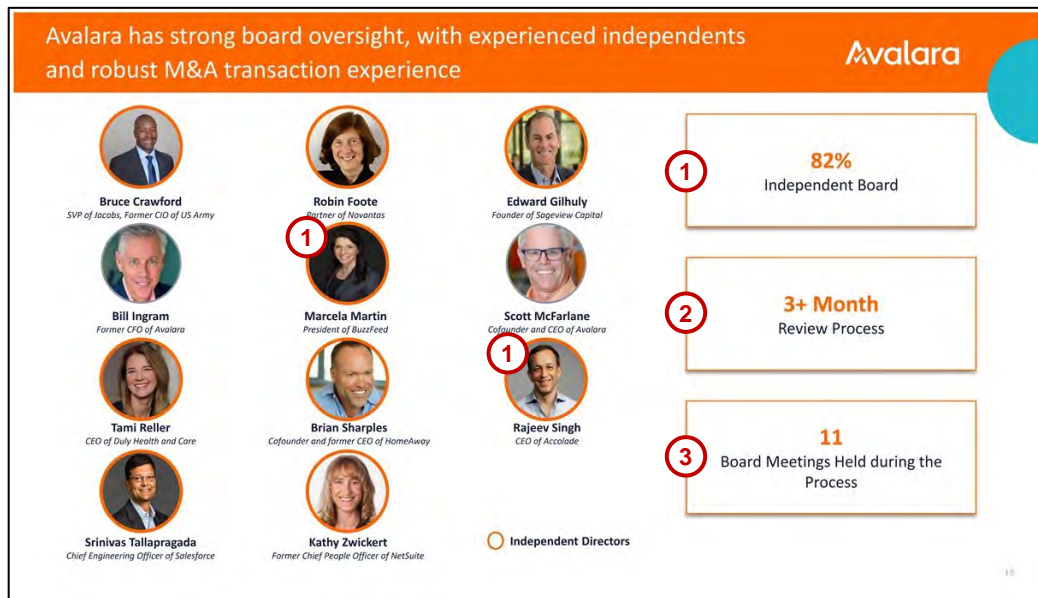 Avalara has strong board oversight, with experienced independents
and robust M&A transaction experience
Avalara
Bruce Crawford
SVP of Jacobs, Former CIO of US Army
Robin Foote
Partner of Novantas
Edward Gilhuly
Founder of Sageview Capital
1
Bill Ingram
Former CFO of Avalara
Marcela Martin
President of BuzzFeed
Scott McFarlane
Cofounder and CEO of Avalara
1
Tami Reller
CEO of Duly Health and Care
Brian Sharples
Cofounder and former CEO of HomeAway
Rajeev Singh
CEO of Accolade
Srinivas Tallapragada
Chief Engineering Officer of Salesforce
Kathy Zwickert
Former Chief People Officer of NetSuite
Independent Directors
1
82%
Independent Board
2
3+ Month
Review Process
3
11
Board Meetings Held during the
Process
18